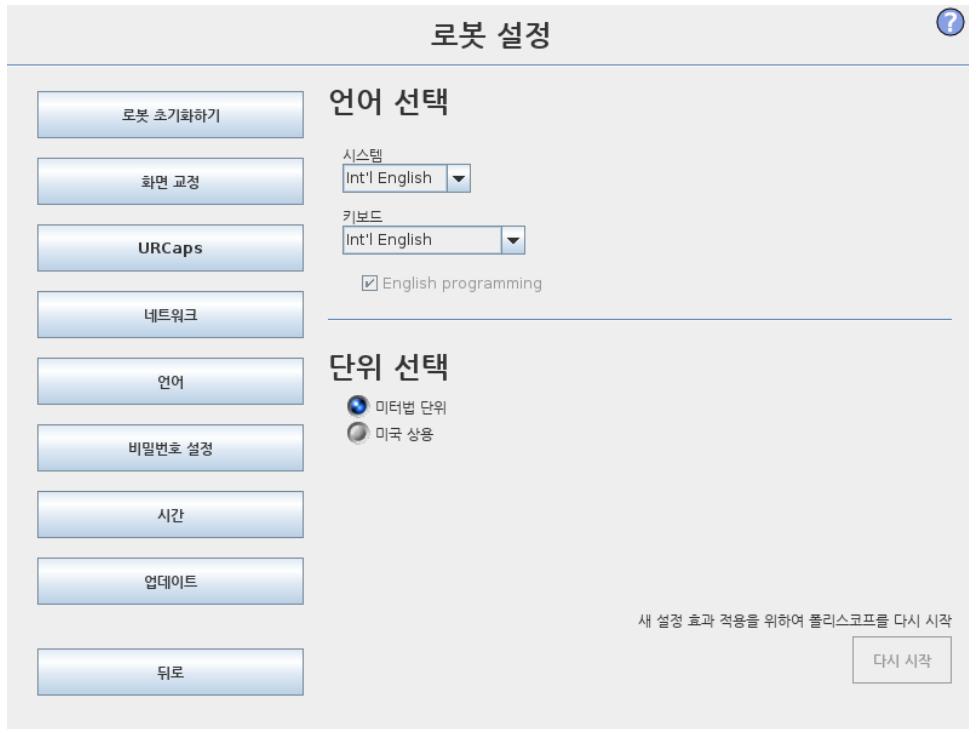 로봇 설정
?
로봇 초기화하기
화면 교정
URCaps
네트워크
언어
비밀번호 설정
시간
업데이트
뒤로
언어 선택
시스템
Int'l English
키보드
Int'l English
English programming
단위 선택
미터법 단위
미국 상용
새 설정 효과 적용을 위하여 폴리스코프를 다시 시작
다시 시작